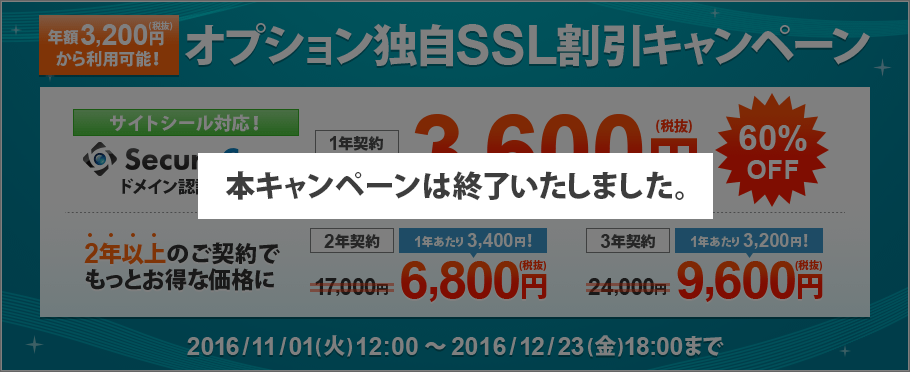 年額3,200円(税抜)
から利用可能！
オプション独自SSL割引キャンペーン
サイトシール対応！
ドメイン認証
1年契約
3,600円(税抜)
60%
OFF
本キャンペーンは終了いたしました。
2年以上のご契約で
もっとお得な価格に
2年契約 1年あたり 3,400円！
17,000円 6,800円(税抜)
3年契約 1年あたり 3,200円！
24,000円 9,600円(税抜)
2016/11/01(火)12:00 ～ 2016/12/23(金)18:00まで